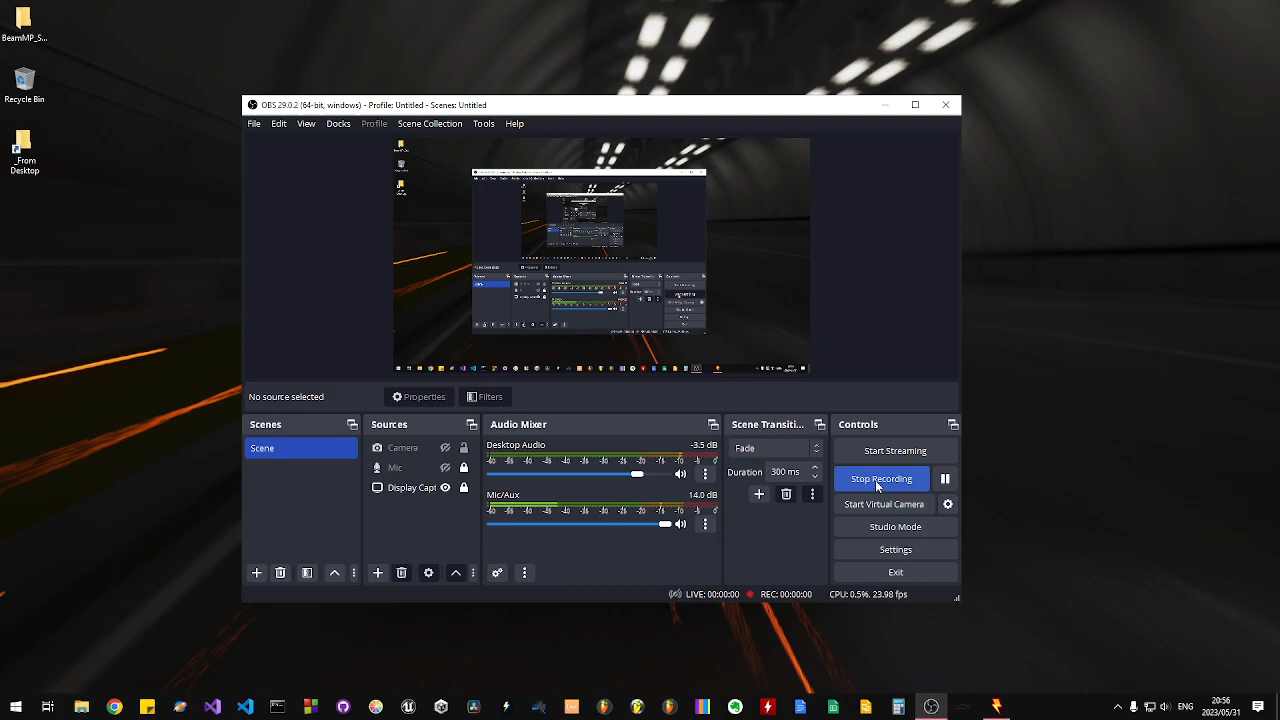 BeamMP_S...
Recycle Bin
_From
Desktop
OBS 29.0.2 (64-bit, windows) - Profile: Untitled - Scenes: Untitled
File Edit View Docks Profile Scene Collection Tools Help
No source selected
Properties
Filters
Scenes
Scene
Sources
Camera
Mic
Display Capt
Audio Mixer
Desktop Audio
-3.5 dB
Mic/Aux
14.0 dB
Scene Transiti...
Fade
Duration 300 ms
Controls
Start Streaming
Stop Recording
Start Virtual Camera
Studio Mode
Settings
Exit
LIVE: 00:00:00 REC: 00:00:00 CPU: 0.5%, 23.98 fps
ENG
20:56